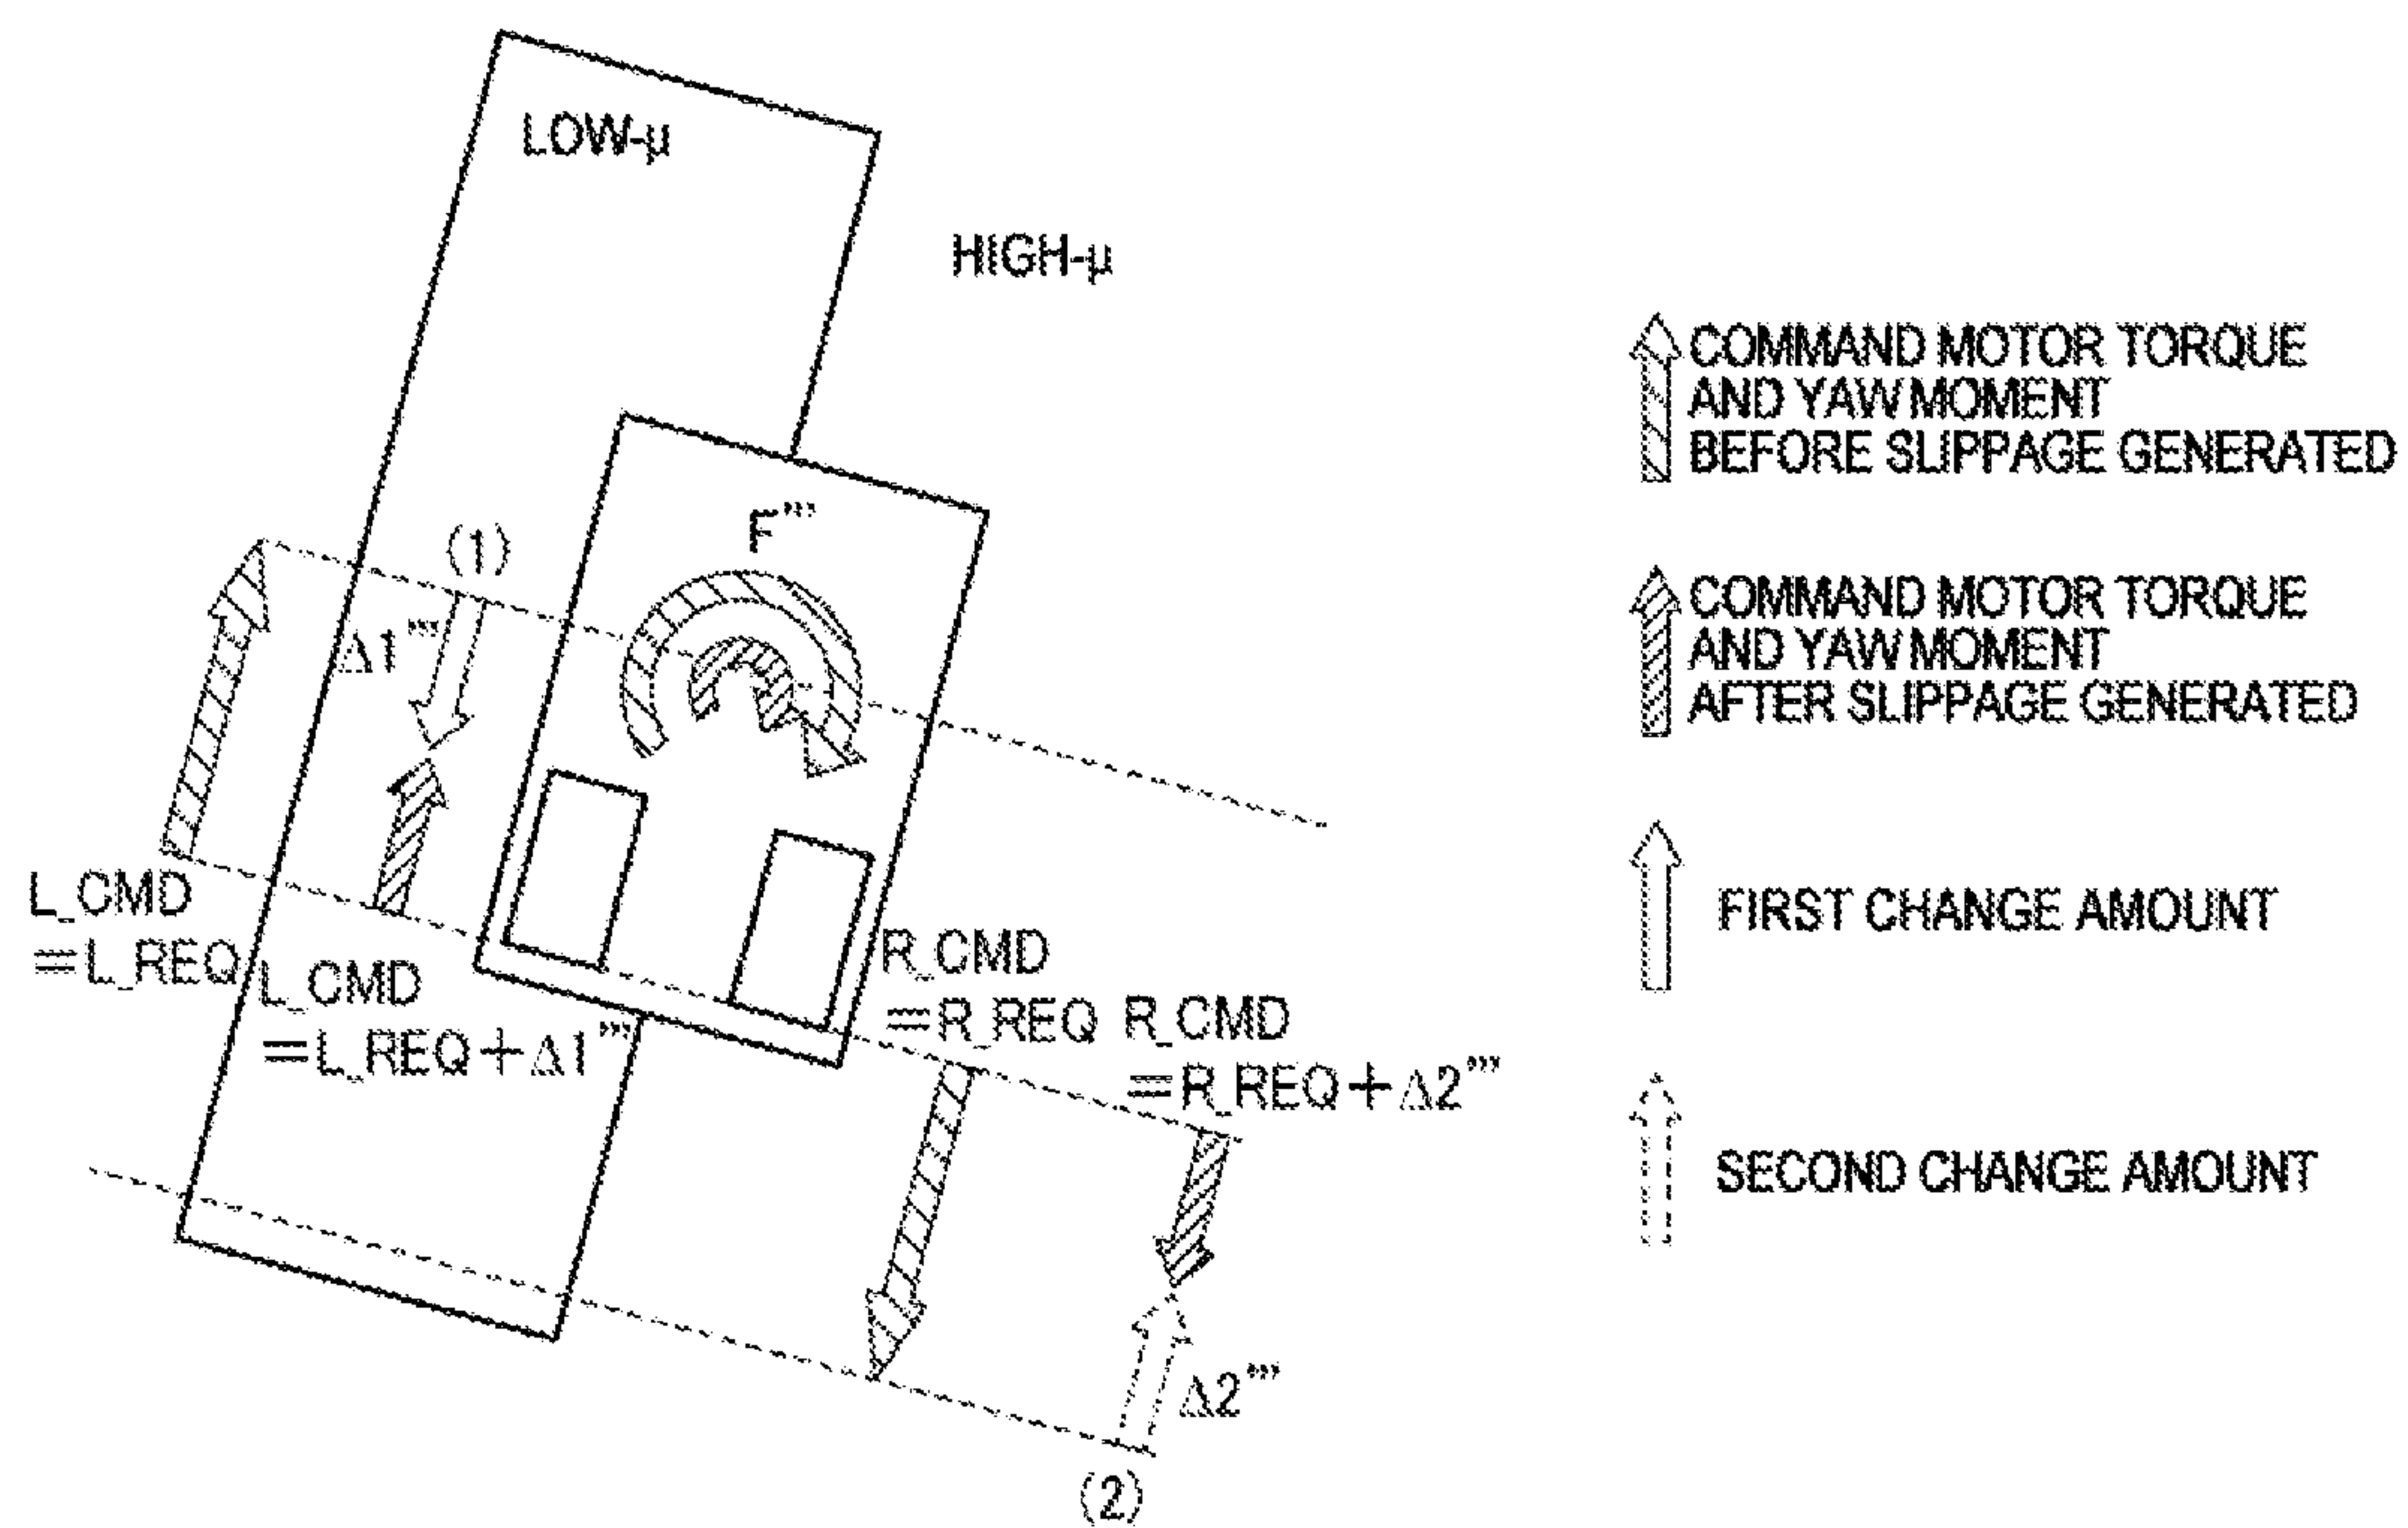 LOW-μ
HIGH-μ
F''''
(1)
Δ1''''
L_CMD
=L_REQ
L_CMD
=L_REQ+Δ1''''
R_CMD
=R_REQ
R_CMD
=R_REQ+Δ2''''
Δ2''''
(2)
COMMAND MOTOR TORQUE
AND YAW MOMENT
BEFORE SLIPPAGE GENERATED
COMMAND MOTOR TORQUE
AND YAW MOMENT
AFTER SLIPPAGE GENERATED
FIRST CHANGE AMOUNT
SECOND CHANGE AMOUNT